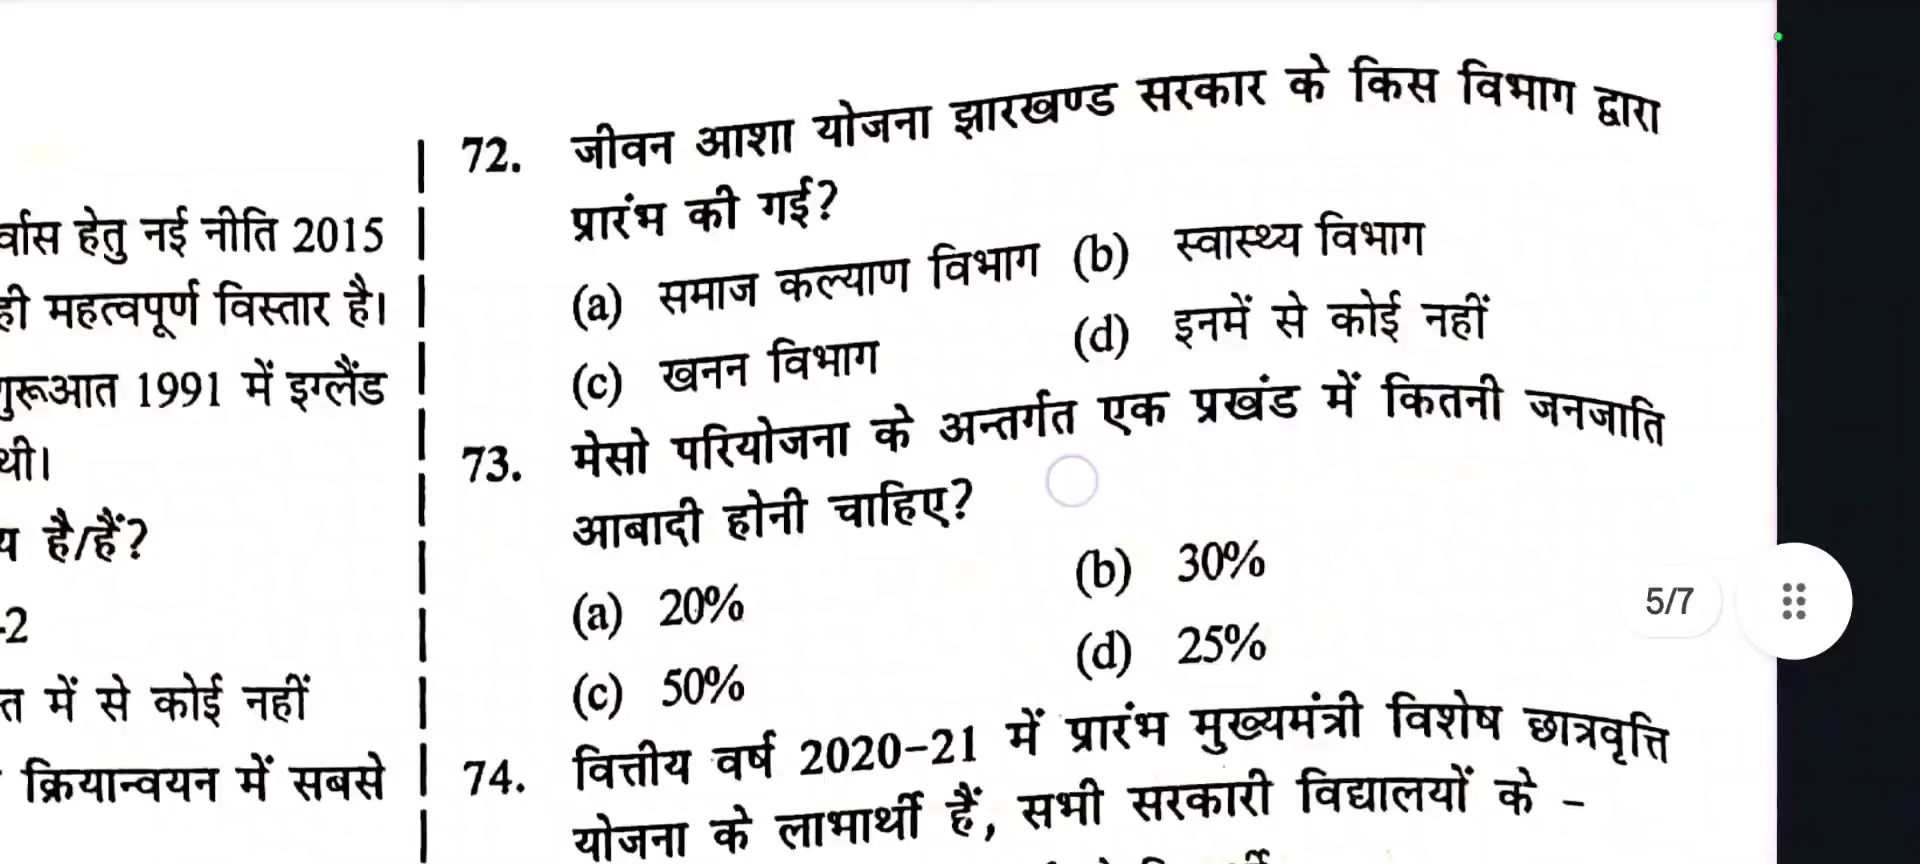 र्वास हेतु नई नीति 2015
ही महत्वपूर्ण विस्तार है।
गुरूआत 1991 में इग्लैंड
थी।
य है/हैं?
-2
त में से कोई नहीं
क्रियान्वयन में सबसे
72. जीवन आशा योजना झारखण्ड सरकार के किस विभाग द्वारा
प्रारंभ की गई?
(a) समाज कल्याण विभाग (b) स्वास्थ्य विभाग
(c) खनन विभाग (d) इनमें से कोई नहीं
73. मेसो परियोजना के अन्तर्गत एक प्रखंड में कितनी जनजाति
आबादी होनी चाहिए?
(a) 20% (b) 30%
(c) 50% (d) 25%
74. वित्तीय वर्ष 2020-21 में प्रारंभ मुख्यमंत्री विशेष छात्रवृत्ति
योजना के लाभार्थी हैं, सभी सरकारी विद्यालयों के -
5/7